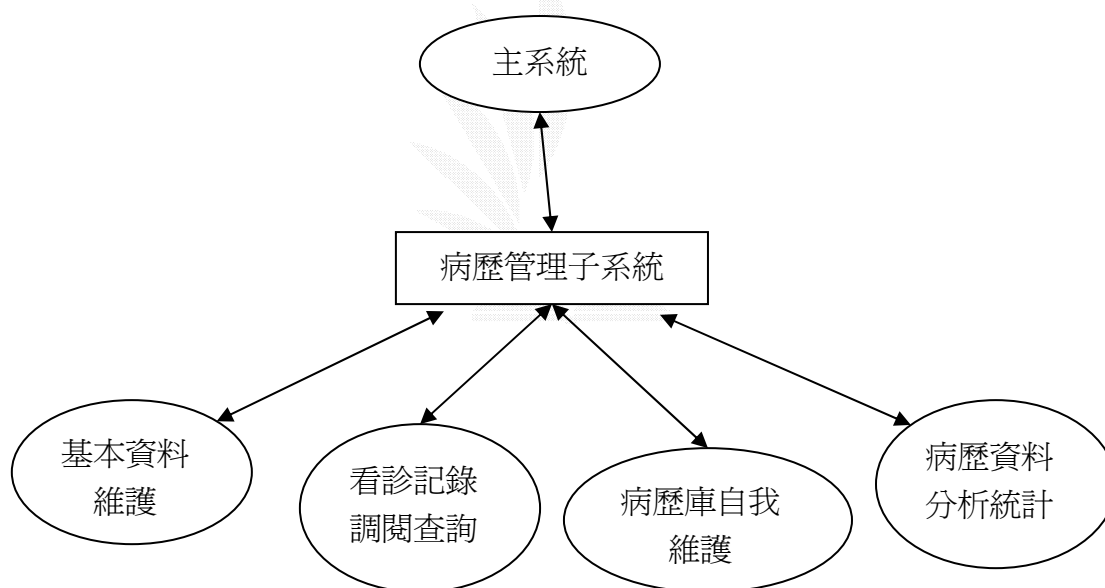 主系統
病歷管理子系統
基本資料
維護
看診記錄
調閱查詢
病歷庫自我
維護
病歷資料
分析統計